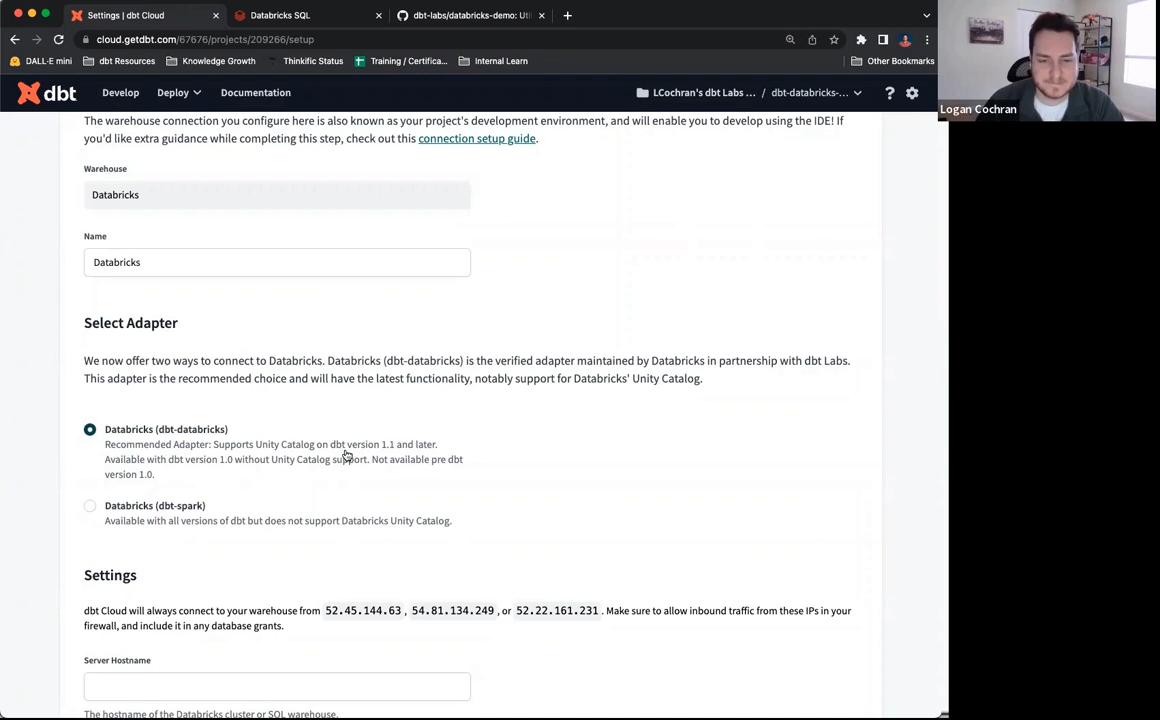 Settings | dbt Cloud
Databricks SQL
dbt-labs/databricks-demo: Util
cloud.getdbt.com/67676/projects/209266/setup
DALL-E mini
dbt Resources
Knowledge Growth
Thinkific Status
Training / Certifica...
Internal Learn
Other Bookmarks
dbt
Develop
Deploy
Documentation
LCochran's dbt Labs ... / dbt-databricks-...
Logan Cochran
The warehouse connection you configure here is also known as your project's development environment, and will enable you to develop using the IDE! If
you'd like extra guidance while completing this step, check out this connection setup guide.
Warehouse
Databricks
Name
Databricks
Select Adapter
We now offer two ways to connect to Databricks. Databricks (dbt-databricks) is the verified adapter maintained by Databricks in partnership with dbt Labs.
This adapter is the recommended choice and will have the latest functionality, notably support for Databricks' Unity Catalog.
Databricks (dbt-databricks)
Recommended Adapter: Supports Unity Catalog on dbt version 1.1 and later.
Available with dbt version 1.0 without Unity Catalog support. Not available pre dbt
version 1.0.
Databricks (dbt-spark)
Available with all versions of dbt but does not support Databricks Unity Catalog.
Settings
dbt Cloud will always connect to your warehouse from 52.45.144.63, 54.81.134.249, or 52.22.161.231. Make sure to allow inbound traffic from these IPs in your
firewall, and include it in any database grants.
Server Hostname
The hostname of the Databricks cluster or SQL warehouse.